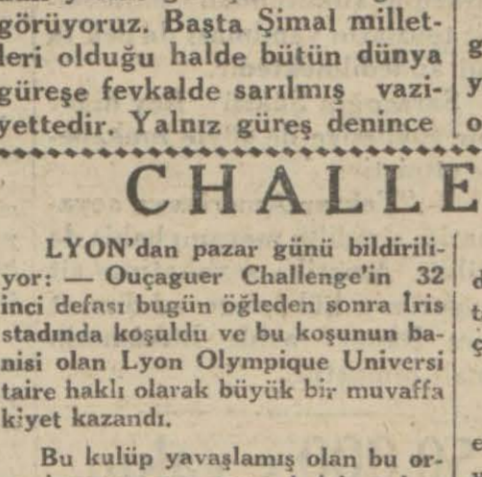 görüyoruz. Başta Şimal millet-
leri olduğu halde bütün dünya
güreşe fevkalde sarılmış vazi-
yettedir. Yalnız güreş denince
CHALLE
LYON'dan pazar günü bildirili-
yor: — Ouçaguer Challenge'in 32
inci defası bugün öğleden sonra İris
stadında koşuldu ve bu koşunun ba-
nisi olan Lyon Olympique Universi
taire haklı olarak büyük bir muvaffa
kiyet kazandı.
Bu kulüp yavaşlamış olan bu or-